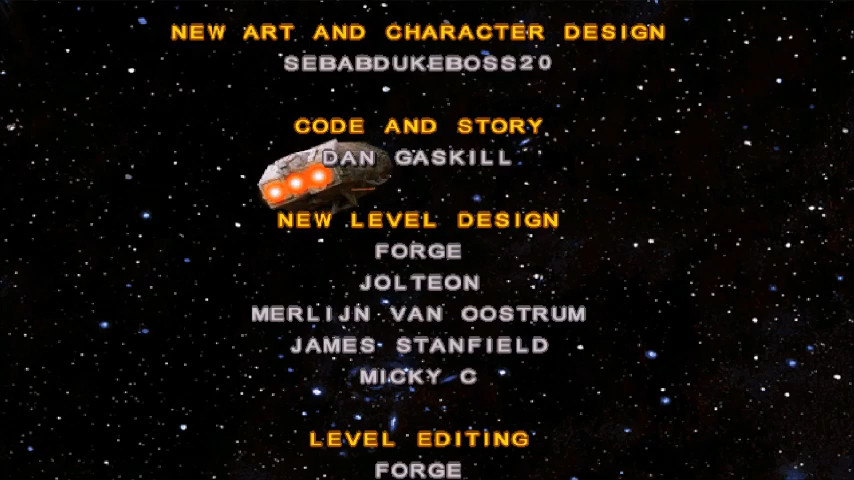 NEW ART AND CHARACTER DESIGN
SEBABDUKEBOSS20
CODE AND STORY
DAN GASKILL
NEW LEVEL DESIGN
FORGE
JOLTEON
MERLIJN VAN OOSTRUM
JAMES STANFIELD
MICKY C
LEVEL EDITING
FORGE